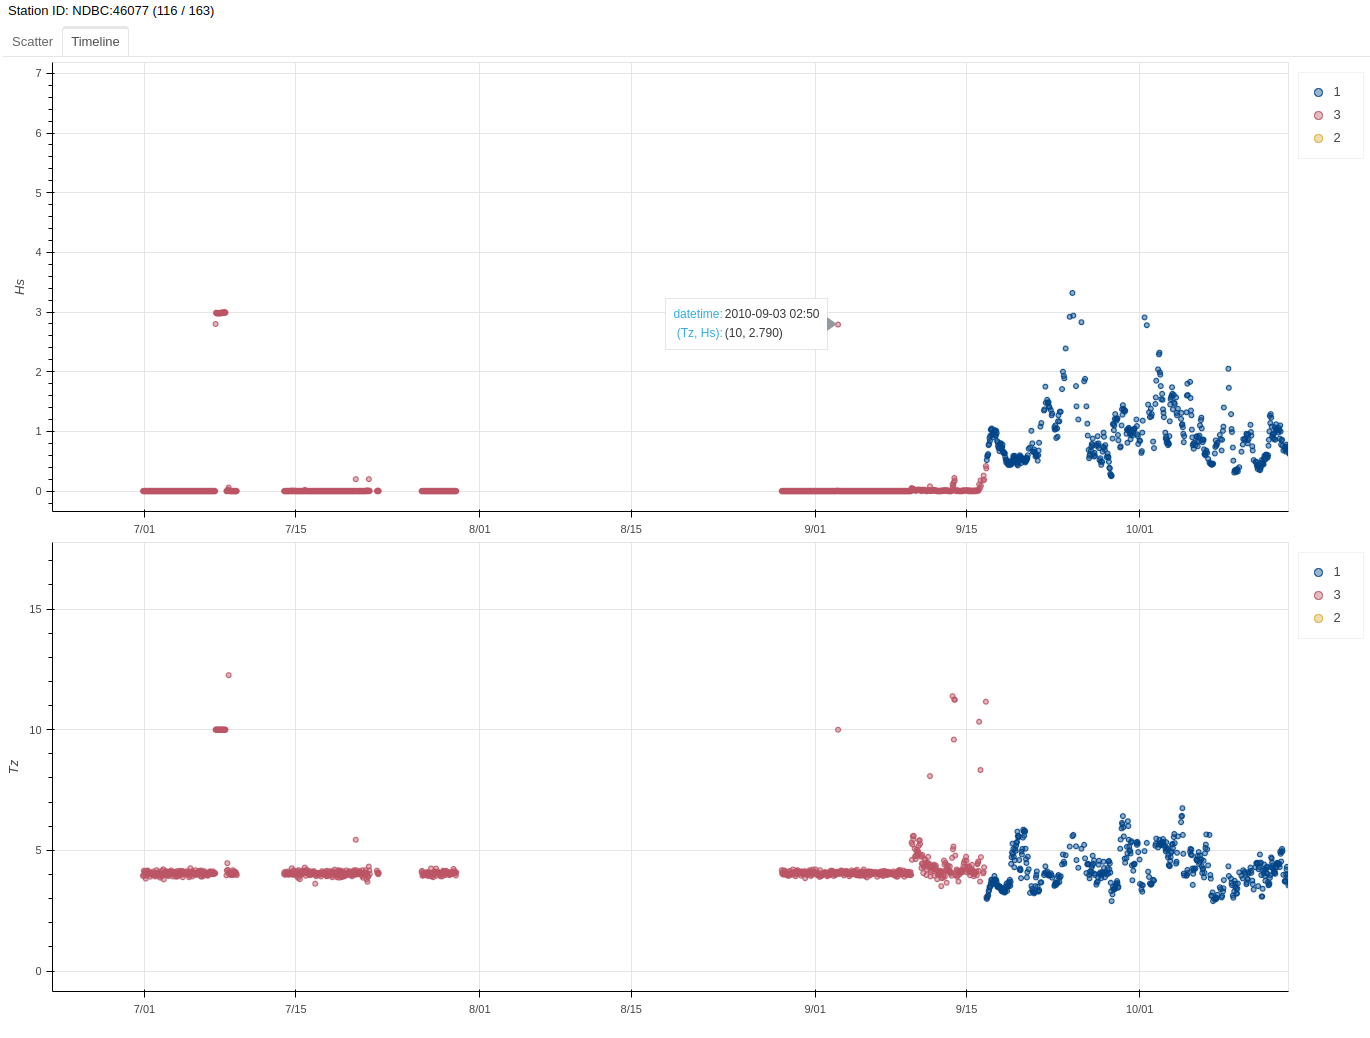 Station ID: NDBC:46077 (116 / 163)
Scatter Timeline
7
6
5
4
3
2
1
0
Hs
datetime: 2010-09-03 02:50
(Tz, Hs): (10, 2.790)
1
3
2
7/01 7/15 8/01 8/15 9/01 9/15 10/01
15
10
5
0
Tz
1
3
2
7/01 7/15 8/01 8/15 9/01 9/15 10/01